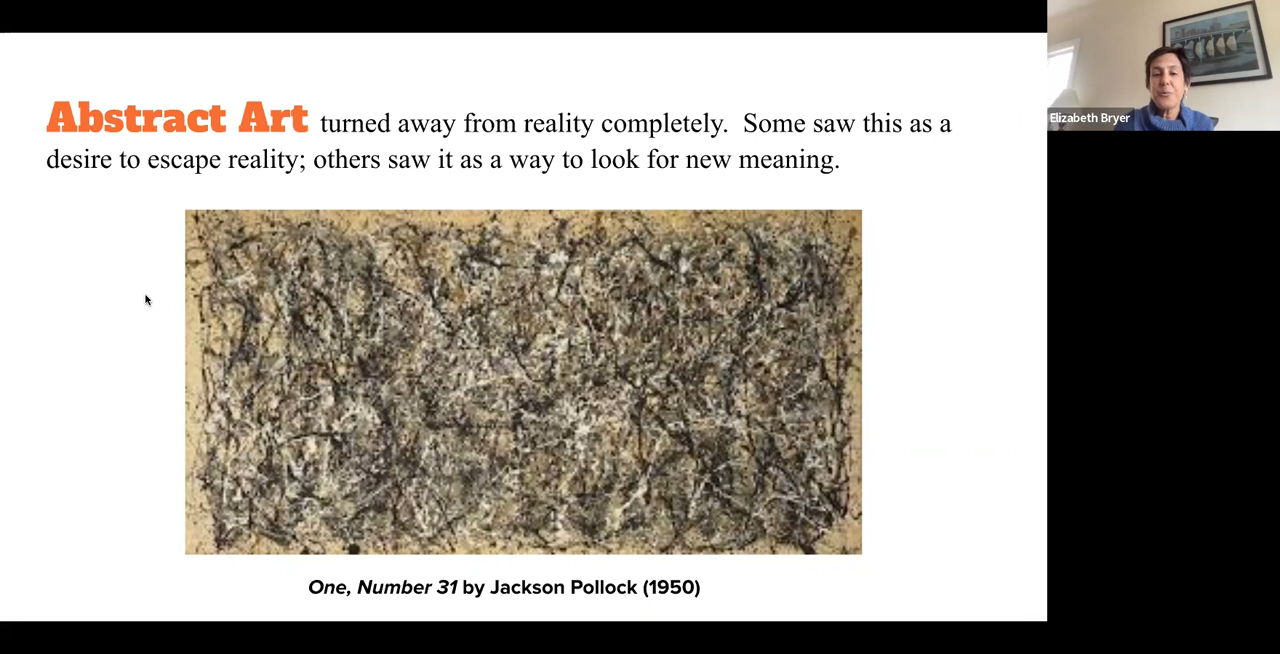 Abstract Art turned away from reality completely. Some saw this as a
desire to escape reality; others saw it as a way to look for new meaning.
One, Number 31 by Jackson Pollock (1950)
Elizabeth Bryer